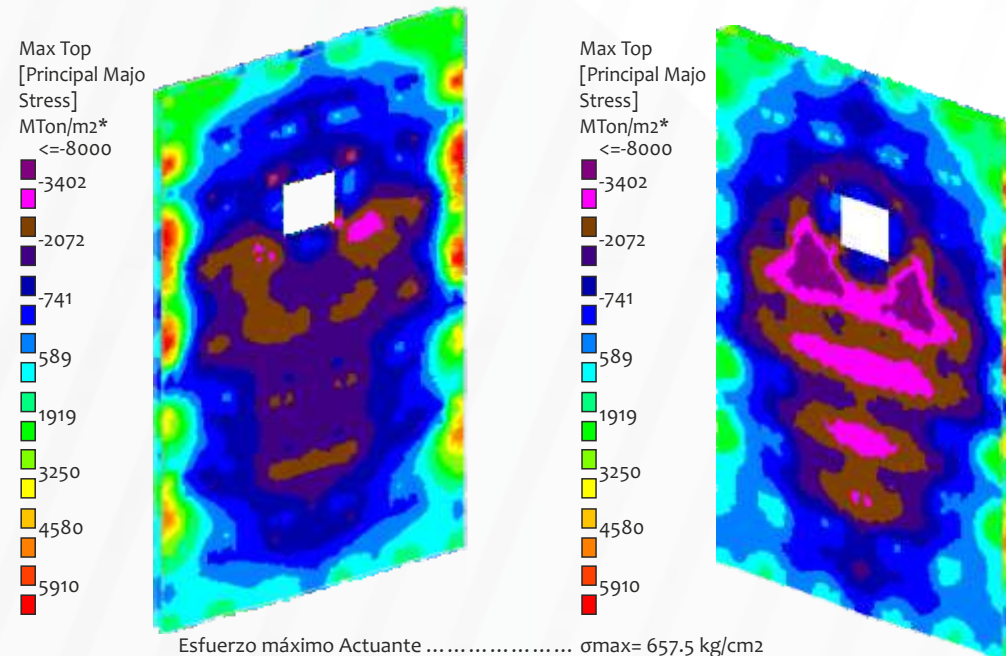 Max Top
[Principal Majo
Stress]
MTon/m2*
<=-8000
-3402
-2072
-741
589
1919
3250
4580
5910
Max Top
[Principal Majo
Stress]
MTon/m2*
<=-8000
-3402
-2072
-741
589
1919
3250
4580
5910
Esfuerzo máximo Actuante ………………… σmax= 657.5 kg/cm2